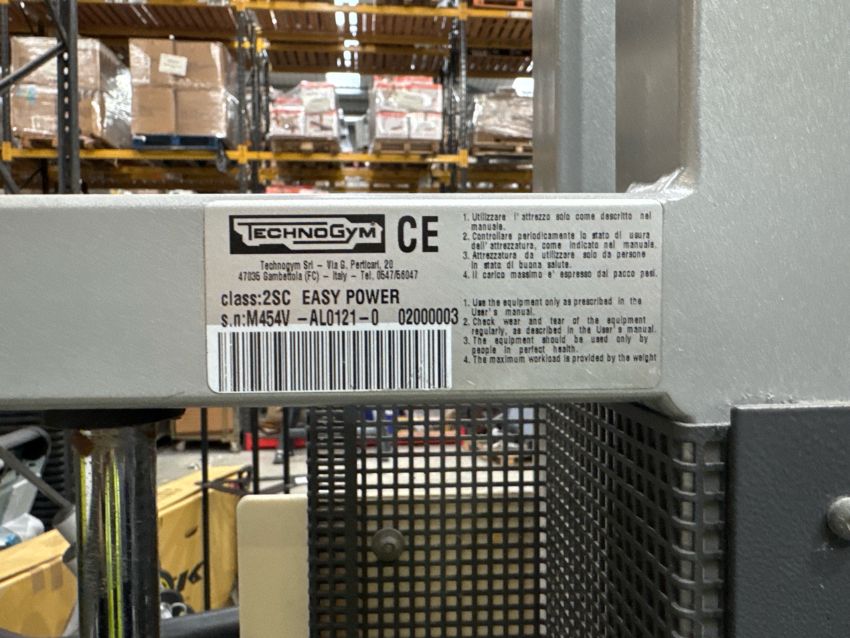 TECHNOGYM CE
Technogym Srl - Via G. Perticari, 20
47035 Gambettola (FC) - Italy - Tel. 0547/56047
class:2SC EASY POWER
s.n:M454V -AL0121-0 02000003
1. Utilizzare l'attrezzo solo come descritto nel
manuale.
2. Controllare periodicamente lo stato di usura
dell'attrezzatura, come indicato nel manuale.
3. Attrezzatura da utilizzare solo da persone
in stato di buona salute.
4. Il carico massimo e' espresso dal pacco pesi.
1. Use the equipment only as prescribed in the
User's manual.
2. Check wear and tear of the equipment
regularly, as described in the User's manual.
3. The equipment should be used only by
people in perfect health.
4. The maximum workload is provided by the weight